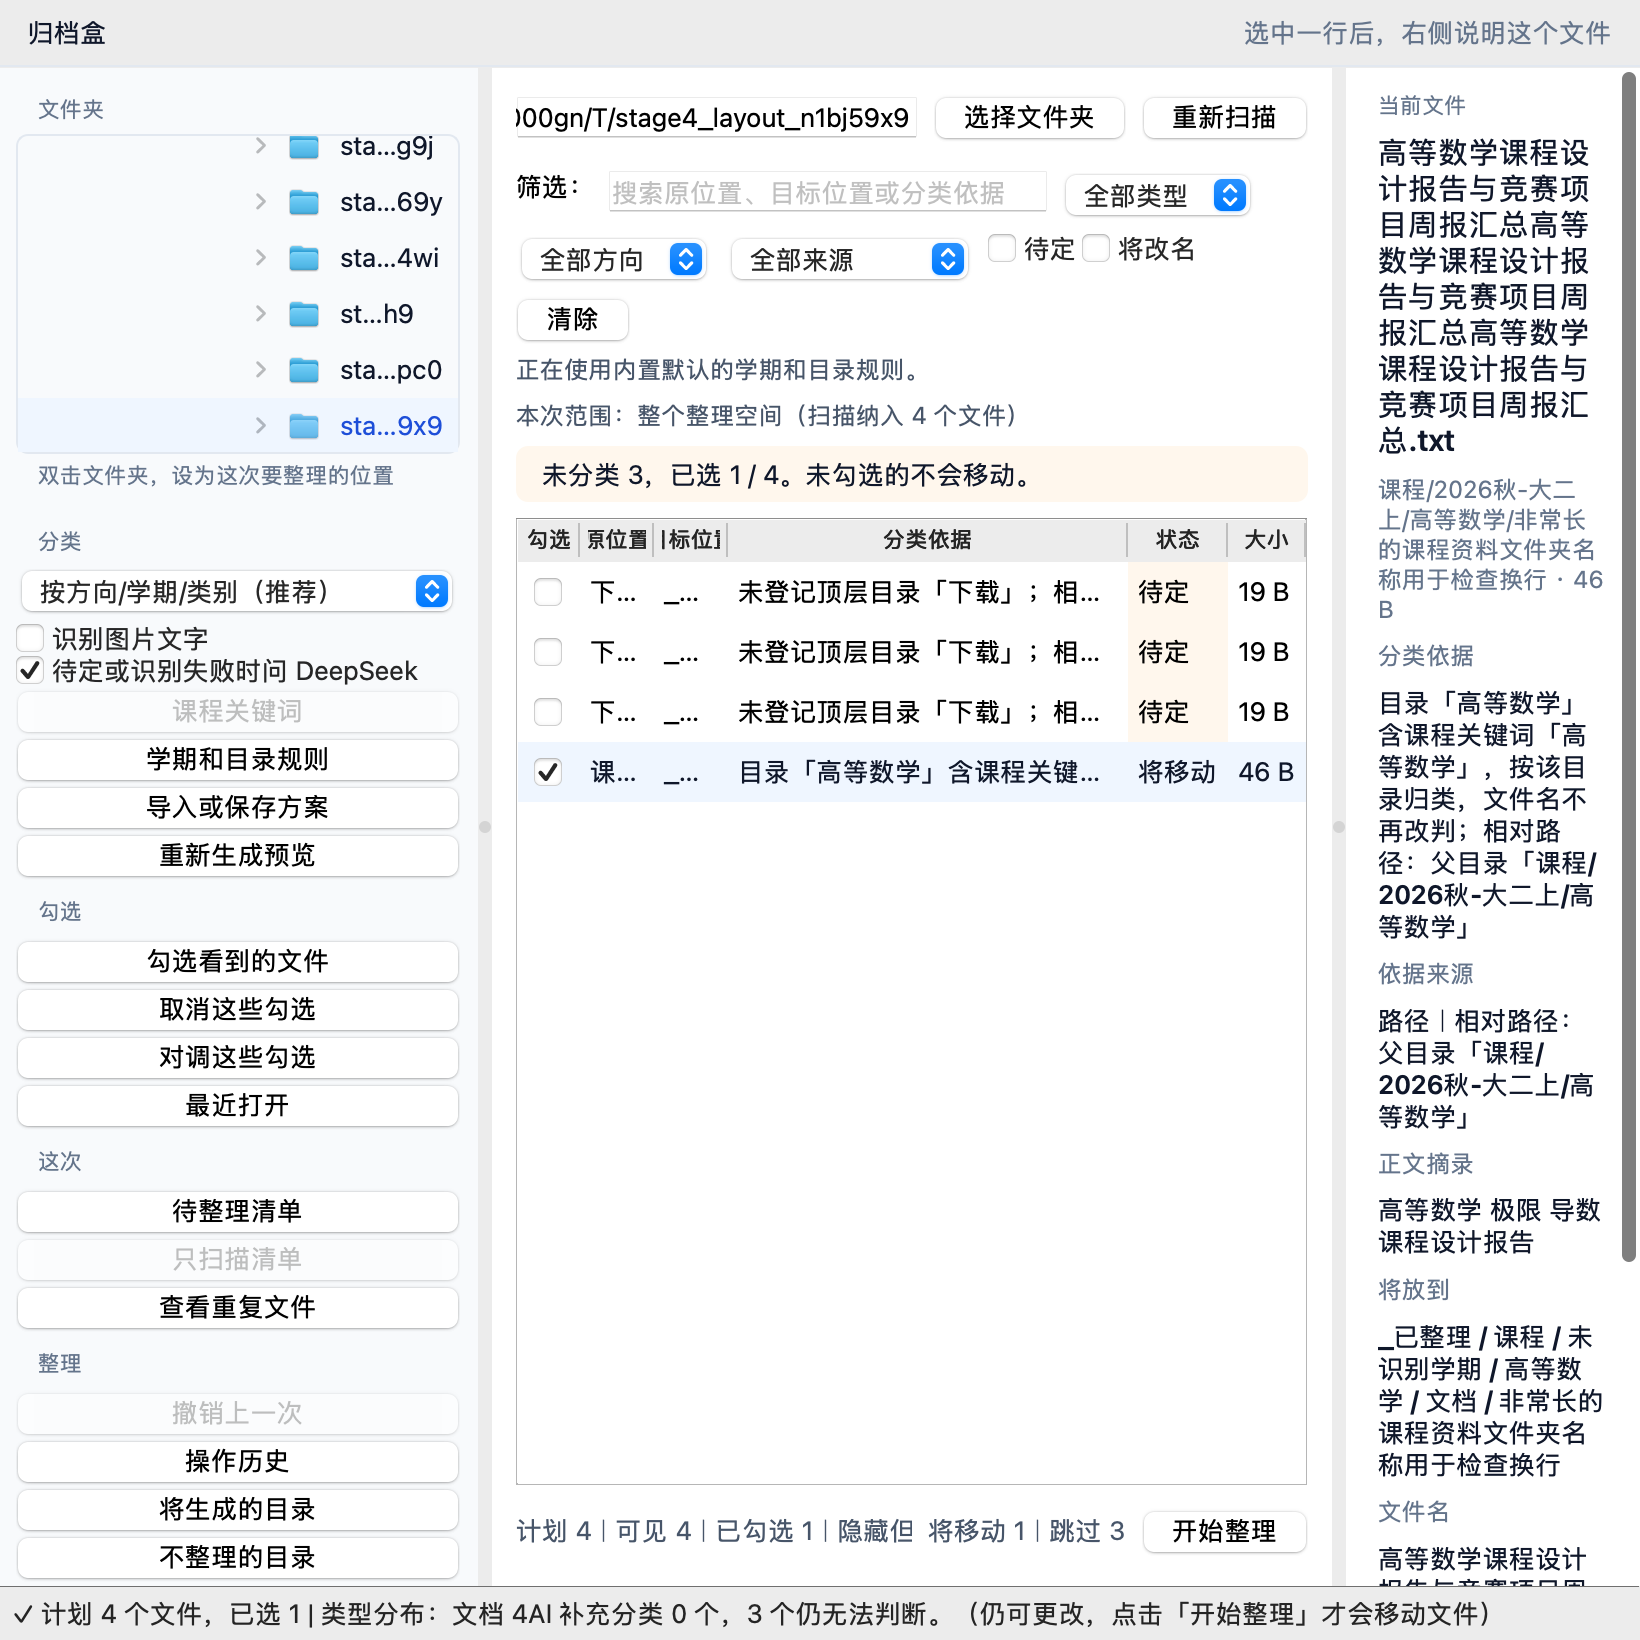 归档盒
选中一行后，右侧说明这个文件
文件夹
sta...g9j
sta...69y
sta...4wi
st...h9
sta...pc0
sta...9x9
双击文件夹，设为这次要整理的位置
分类
按方向/学期/类别（推荐）
识别图片文字
待定或识别失败时问 DeepSeek
课程关键词
学期和目录规则
导入或保存方案
重新生成预览
勾选
勾选看到的文件
取消这些勾选
对调这些勾选
最近打开
这次
待整理清单
只扫描清单
查看重复文件
整理
撤销上一次
操作历史
将生成的目录
不整理的目录
000gn/T/stage4_layout_n1bj59x9
选择文件夹
重新扫描
筛选：
搜索原位置、目标位置或分类依据
全部类型
全部方向
全部来源
待定
将改名
清除
正在使用内置默认的学期和目录规则。
本次范围：整个整理空间（扫描纳入 4 个文件）
未分类 3，已选 1 / 4。未勾选的不会移动。
勾选 原位置 目标位置 分类依据 状态 大小
下... _... 未登记顶层目录「下载」；相... 待定 19 B
下... _... 未登记顶层目录「下载」；相... 待定 19 B
下... _... 未登记顶层目录「下载」；相... 待定 19 B
课... _... 目录「高等数学」含课程关键... 将移动 46 B
计划 4 | 可见 4 | 已勾选 1 | 隐藏但 将移动 1 | 跳过 3
开始整理
当前文件
高等数学课程设
计报告与竞赛项
目周报汇总高等
数学课程设计报
告与竞赛项目周
报汇总高等数学
课程设计报告与
竞赛项目周报汇
总.txt
课程/2026秋-大二
上/高等数学/非常长
的课程资料文件夹名
称用于检查换行 · 46
B
分类依据
目录「高等数学」
含课程关键词「高
等数学」，按该目
录归类，文件名不
再改判；相对路
径：父目录「课程/
2026秋-大二上/高
等数学」
依据来源
路径 | 相对路径：
父目录「课程/
2026秋-大二上/高
等数学」
正文摘录
高等数学 极限 导数
课程设计报告
将放到
_已整理 / 课程 / 未
识别学期 / 高等数
学 / 文档 / 非常长的
课程资料文件夹名
称用于检查换行
文件名
高等数学课程设计
报告与竞赛项目周
✓ 计划 4 个文件，已选 1 | 类型分布：文档 4AI 补充分类 0 个，3 个仍无法判断。（仍可更改，点击「开始整理」才会移动文件）